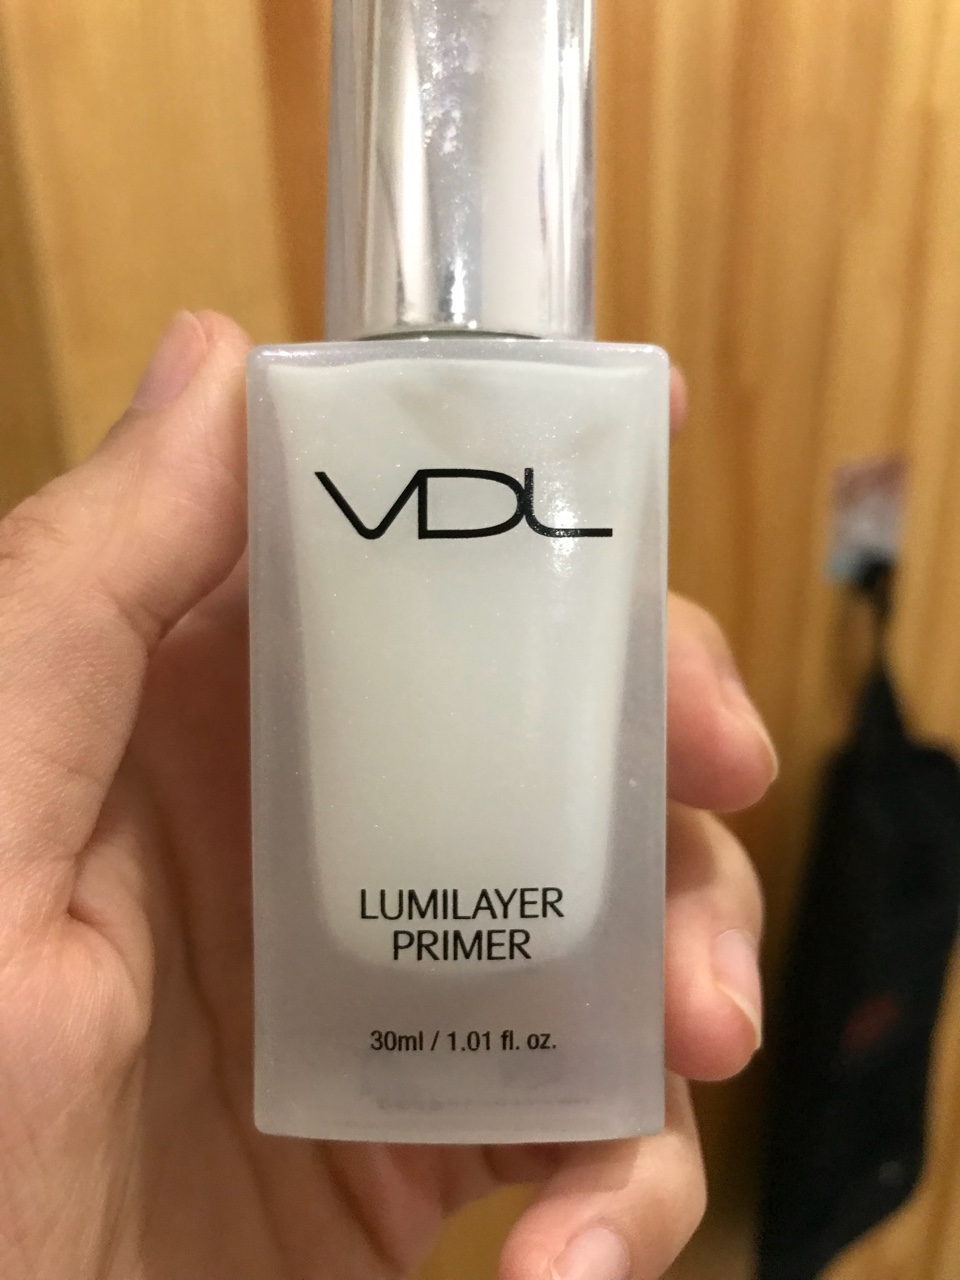 VDL
LUMILAYER
PRIMER
30ml / 1.01 fl. oz.